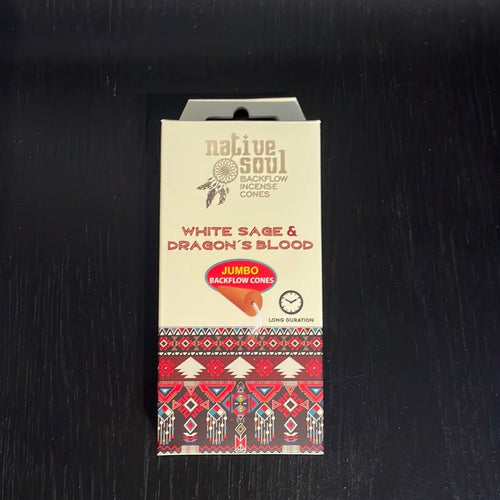 native
soul
BACKFLOW
INCENSE
CONES
WHITE SAGE &
DRAGON'S BLOOD
JUMBO
BACKFLOW CONES
LONG DURATION